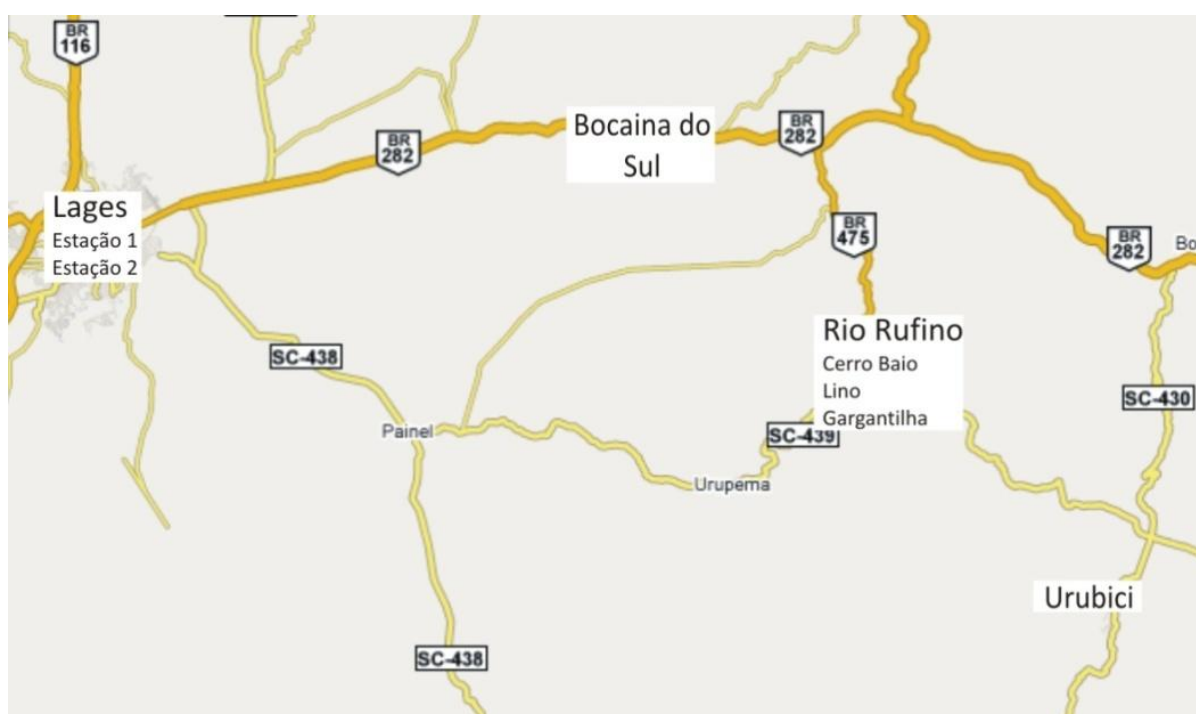 BR
116
Bocaina do
Sul
BR
282
BR
282
Lages
Estação 1
Estação 2
BR
475
BR
282
Bo
Rio Rufino
Cerro Baio
Lino
Gargantilha
SC-438
SC-430
Painel
SC-439
Urupema
Urubici
SC-438